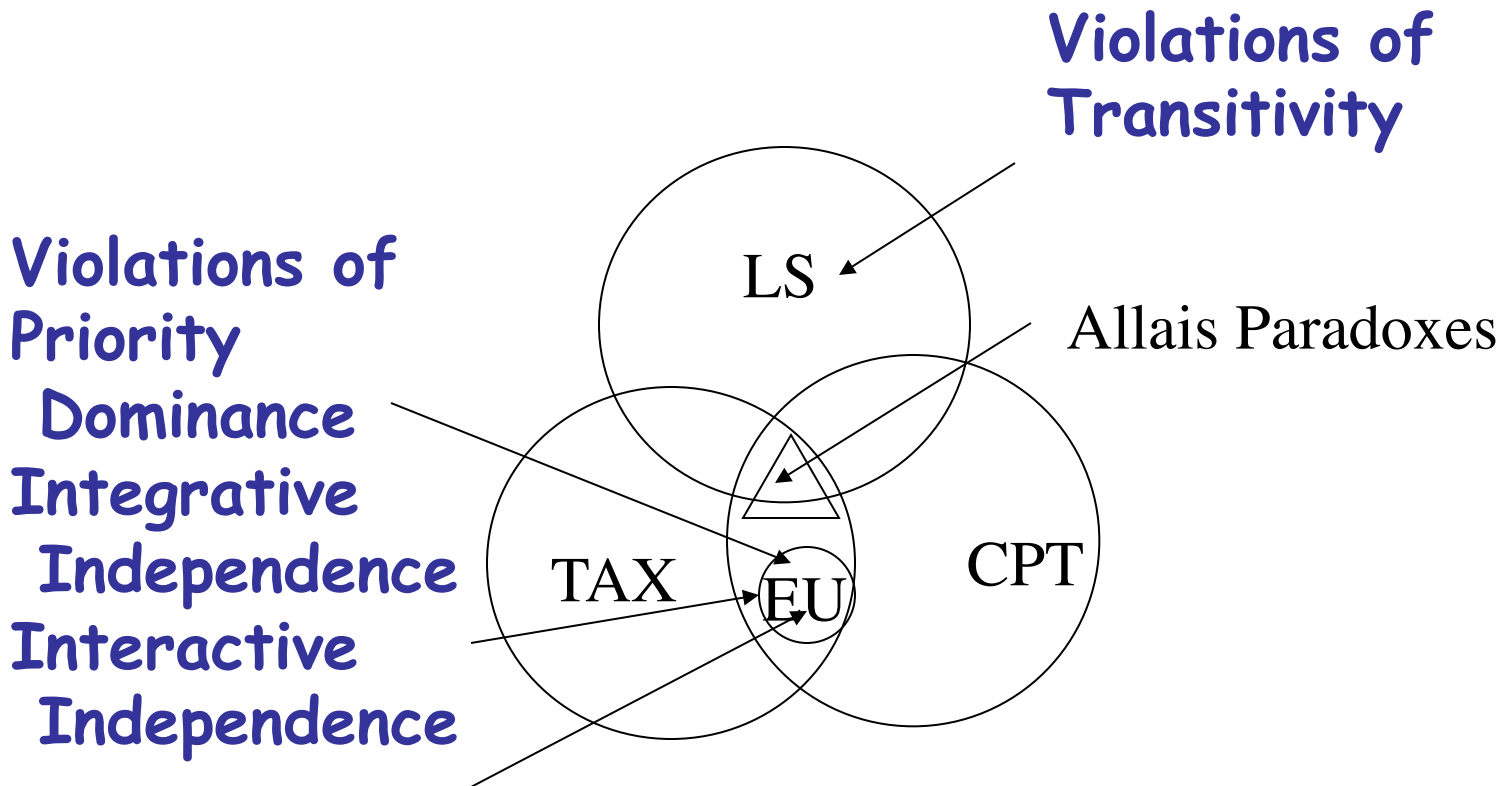 Violations of
Transitivity
LS
Allais Paradoxes
Violations of
Priority
Dominance
Integrative
Independence
Interactive
Independence
TAX
EU
CPT